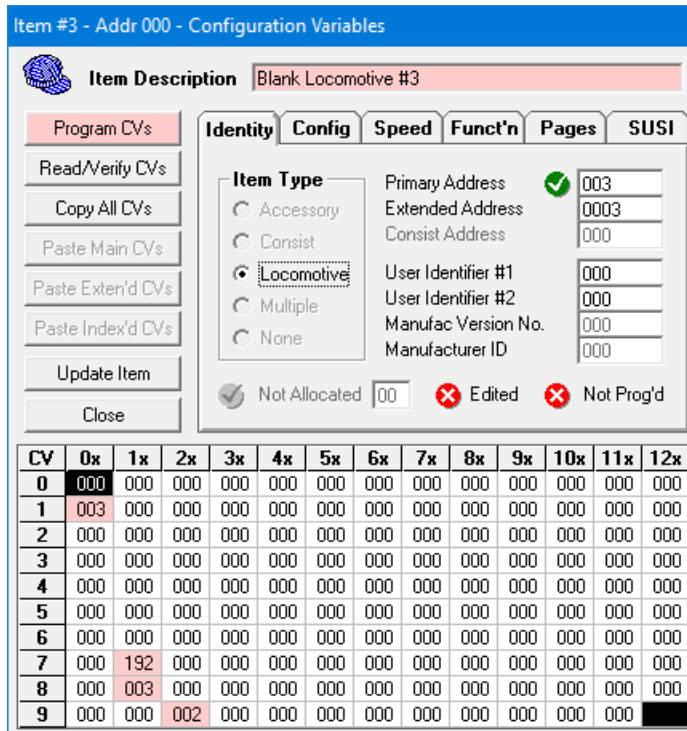 Item #3 - Addr 000 - Configuration Variables
Item Description Blank Locomotive #3
Program CVs
Read/Verify CVs
Copy All CVs
Paste Main CVs
Paste Exten'd CVs
Paste Index'd CVs
Update Item
Close
Identity Config Speed Funct'n Pages SUSI
Item Type
Accessory
Consist
Locomotive
Multiple
None
Primary Address 003
Extended Address 0003
Consist Address 000
User Identifier #1 000
User Identifier #2 000
Manufac Version No. 000
Manufacturer ID 000
Not Allocated 00 Edited Not Prog'd
CV 0x 1x 2x 3x 4x 5x 6x 7x 8x 9x 10x 11x 12x
0 000 000 000 000 000 000 000 000 000 000 000 000 000
1 003 000 000 000 000 000 000 000 000 000 000 000 000
2 000 000 000 000 000 000 000 000 000 000 000 000 000
3 000 000 000 000 000 000 000 000 000 000 000 000 000
4 000 000 000 000 000 000 000 000 000 000 000 000 000
5 000 000 000 000 000 000 000 000 000 000 000 000 000
6 000 000 000 000 000 000 000 000 000 000 000 000 000
7 000 192 000 000 000 000 000 000 000 000 000 000 000
8 000 003 000 000 000 000 000 000 000 000 000 000 000
9 000 000 002 000 000 000 000 000 000 000 000 000